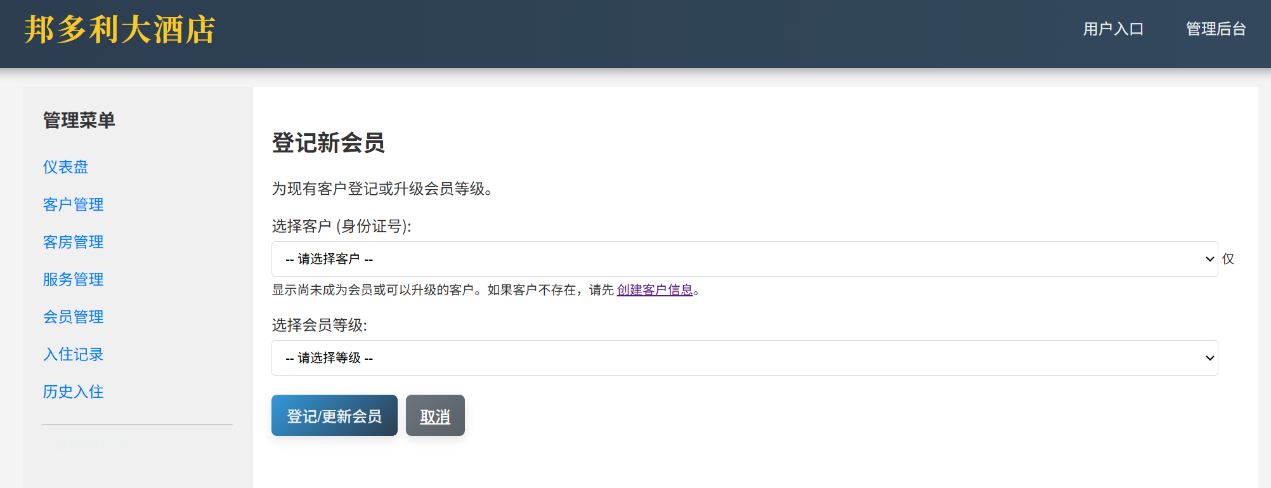 邦多利大酒店
用户入口 管理后台
管理菜单
仪表盘
客户管理
客房管理
服务管理
会员管理
入住记录
历史入住
登记新会员
为现有客户登记或升级会员等级。
选择客户 (身份证号):
-- 请选择客户 -- 仅
显示尚未成为会员或可以升级的客户。如果客户不存在，请先 创建客户信息。
选择会员等级:
-- 请选择等级 --
登记/更新会员 取消